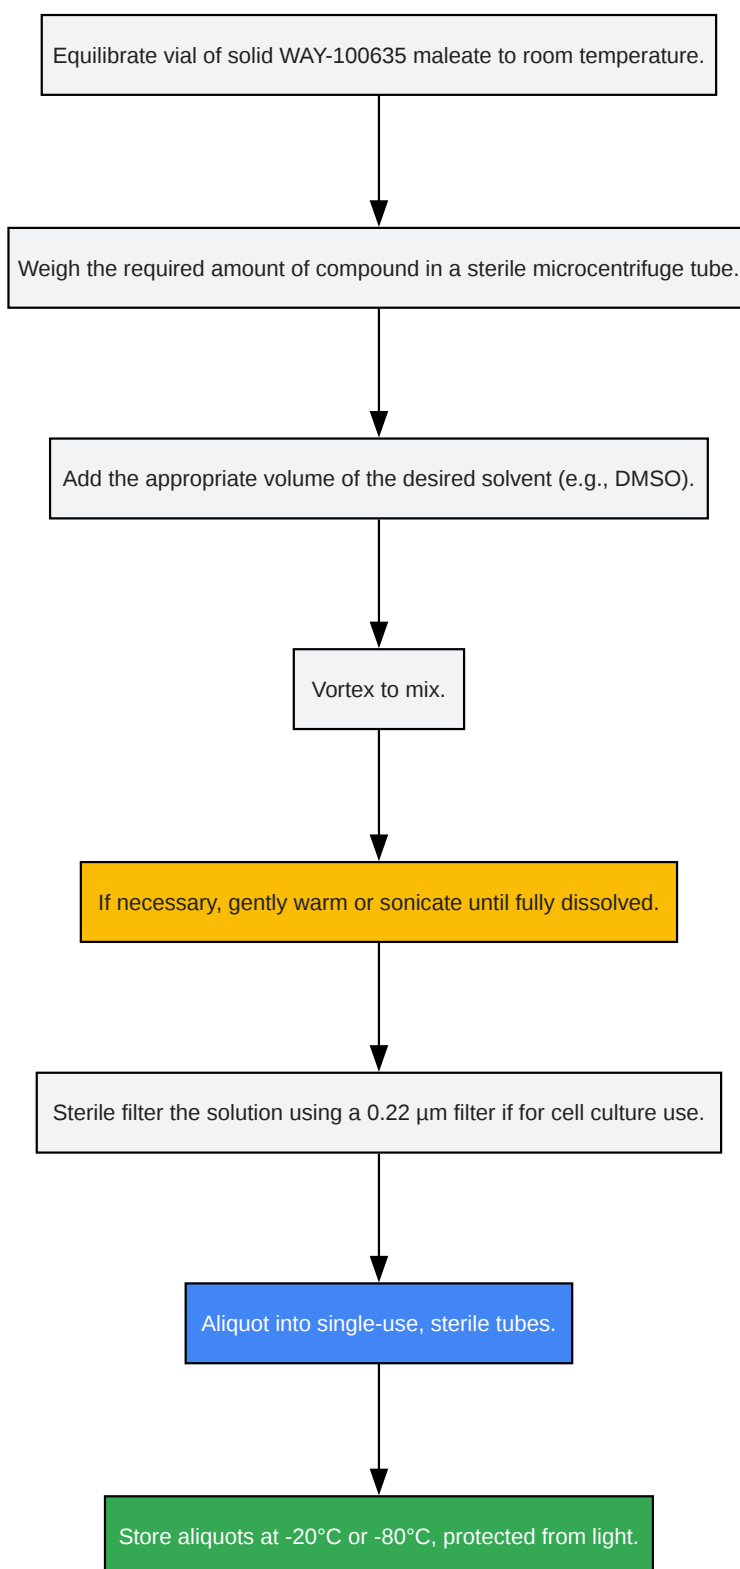 Equilibrate vial of solid WAY-100635 maleate to room temperature.
Weigh the required amount of compound in a sterile microcentrifuge tube.
Add the appropriate volume of the desired solvent (e.g., DMSO).
Vortex to mix.
If necessary, gently warm or sonicate until fully dissolved.
Sterile filter the solution using a 0.22 µm filter if for cell culture use.
Aliquot into single-use, sterile tubes.
Store aliquots at -20°C or -80°C, protected from light.